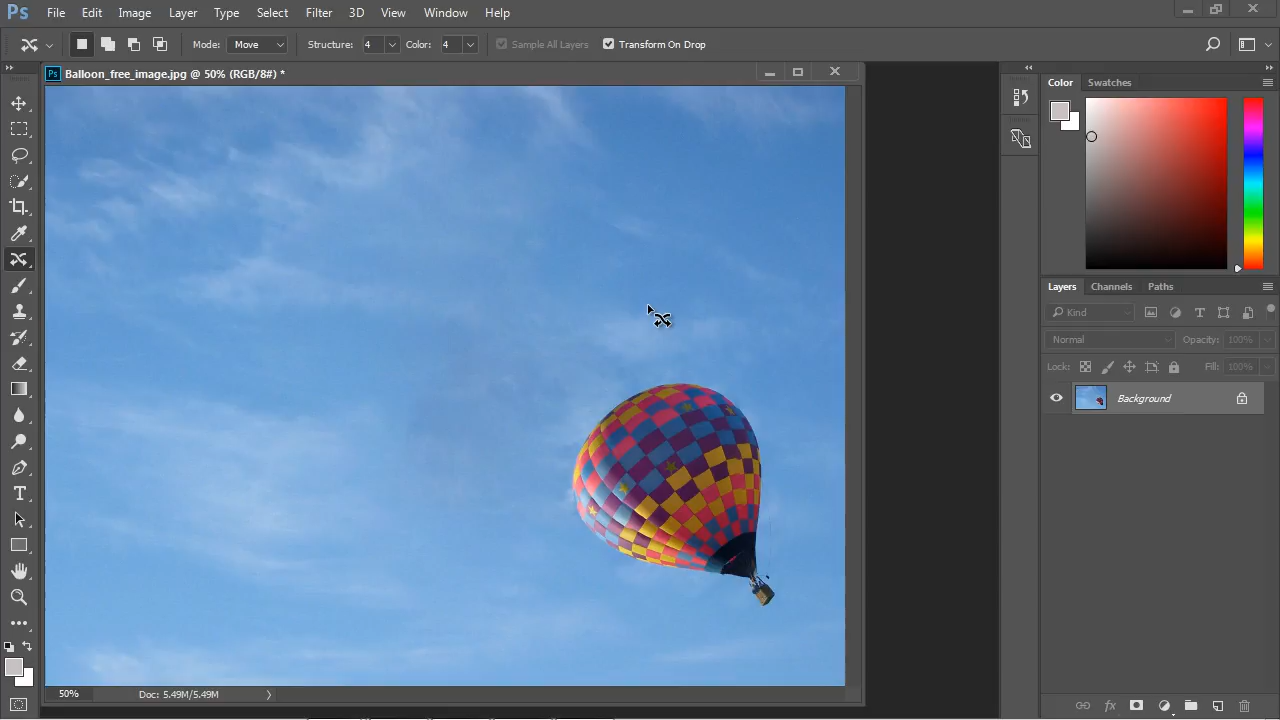 Ps File Edit Image Layer Type Select Filter 3D View Window Help
Mode: Move Structure: 4 Color: 4 Sample All Layers Transform On Drop
Ps Balloon_free_image.jpg @ 50% (RGB/8#) *
Color Swatches
Layers Channels Paths
Kind
Normal Opacity: 100%
Lock: Fill: 100%
Background
T
50% Doc: 5.49M/5.49M
fx